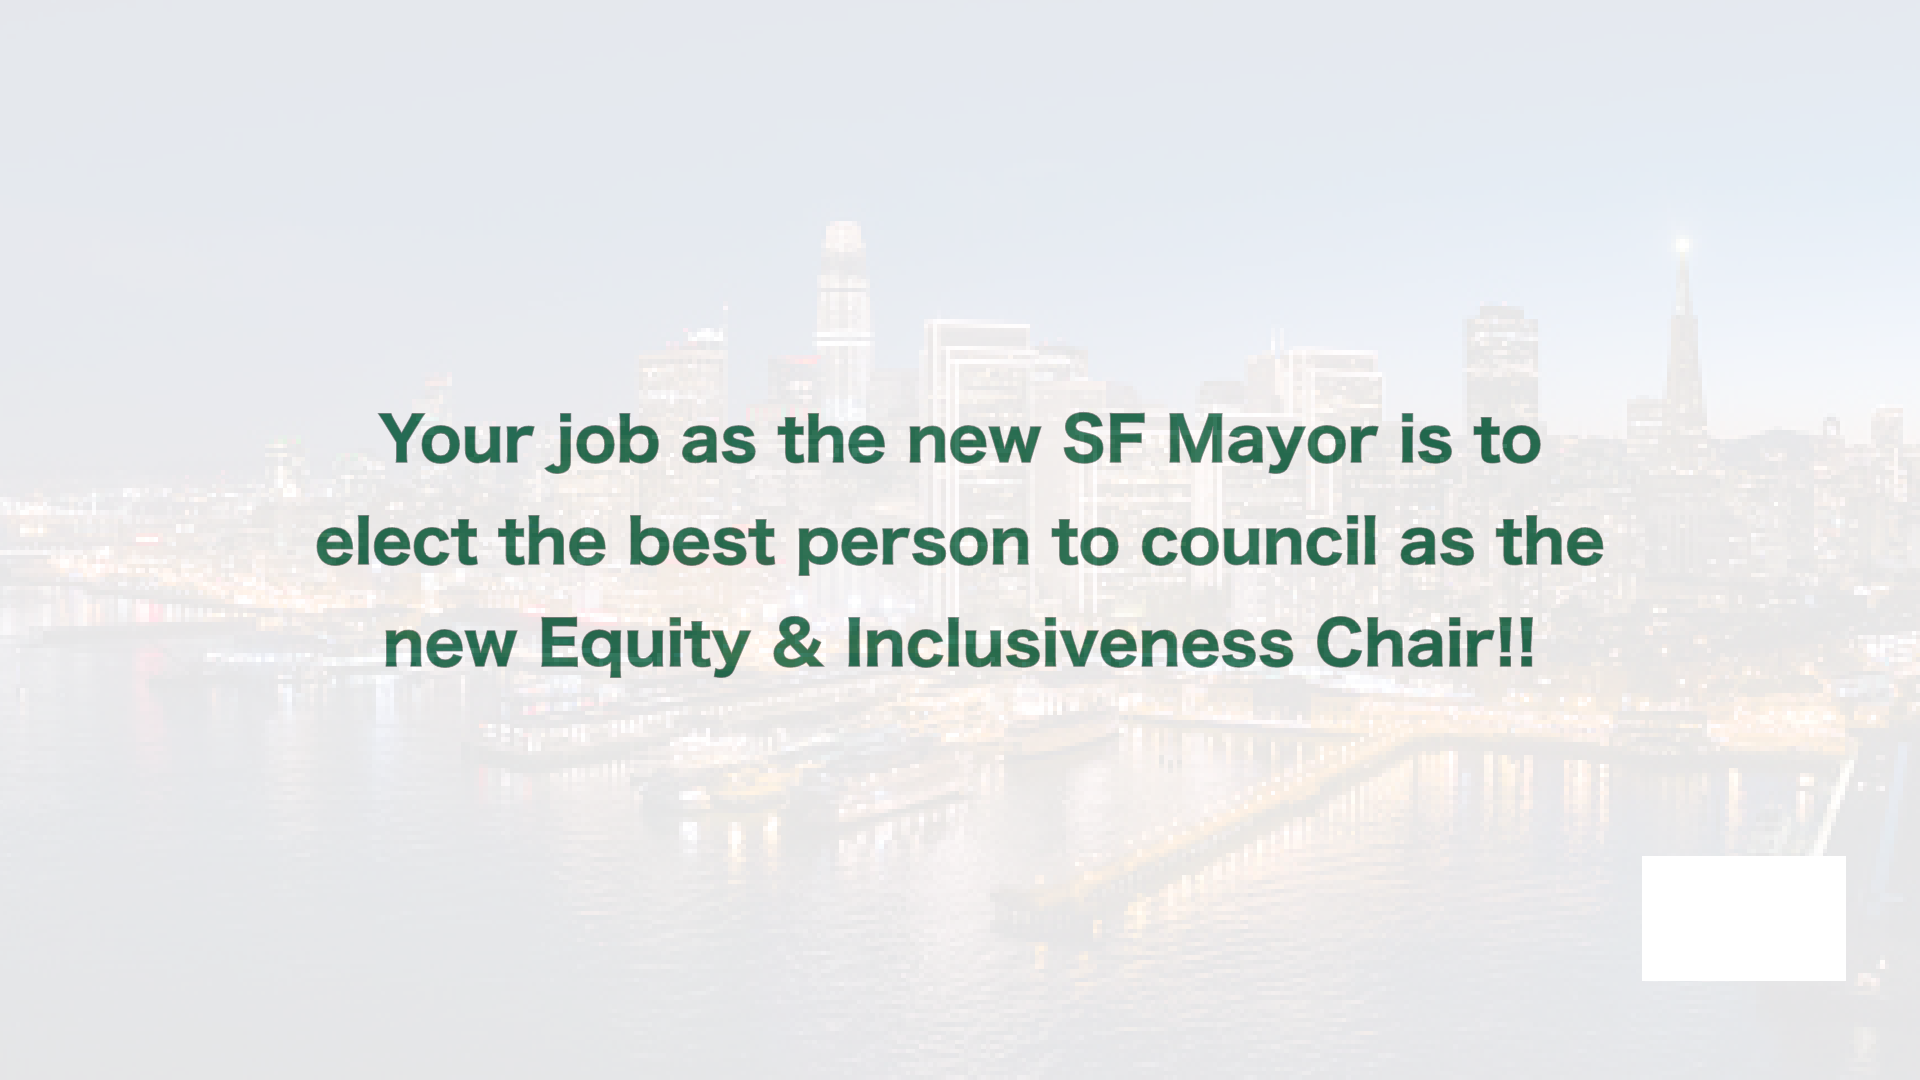 Your job as the new SF Mayor is to
elect the best person to council as the
new Equity & Inclusiveness Chair!!